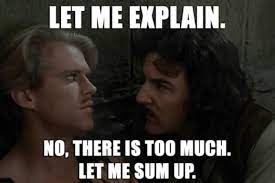 LET ME EXPLAIN.
NO, THERE IS TOO MUCH.
LET ME SUM UP.